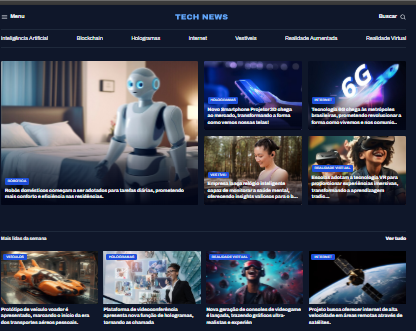 Menu
TECH NEWS
Buscar
Inteligência Artificial
Blockchain
Hologramas
Internet
Vestíveis
Realidade Aumentada
Realidade Virtual
ROBÓTICA
Robôs domésticos começam a ser adotados para tarefas diárias, prometendo
mais conforto e eficiência nas residências.
HOLOGRAMAS
Novo Smartphone Projetor 3D chega
ao mercado, transformando a forma
como vemos nossas telas!
INTERNET
Tecnologia 6G chega às metrópoles
brasileiras, prometendo revolucionar a
forma como vivemos e nos comunic...
VESTÍVEL
Empresa lança relógio inteligente
capaz de monitorar a saúde mental,
oferecendo insights valiosos para o b...
REALIDADE VIRTUAL
Escolas adotam a tecnologia VR para
proporcionar experiências imersivas,
transformando a aprendizagem
tradic...
Mais lidas da semana
Ver tudo
VEÍCULOS
Protótipo de veículo voador é
apresentado, marcando o início da era
dos transportes aéreos pessoais.
HOLOGRAMAS
Plataforma de videoconferência
apresenta nova função de hologramas,
tornando as chamada
REALIDADE VIRTUAL
Nova geração de consoles de videogame
é lançada, trazendo gráficos ultra-
realistas e experiên
INTERNET
Projeto busca oferecer internet de alta
velocidade em áreas remotas através de
satélites.